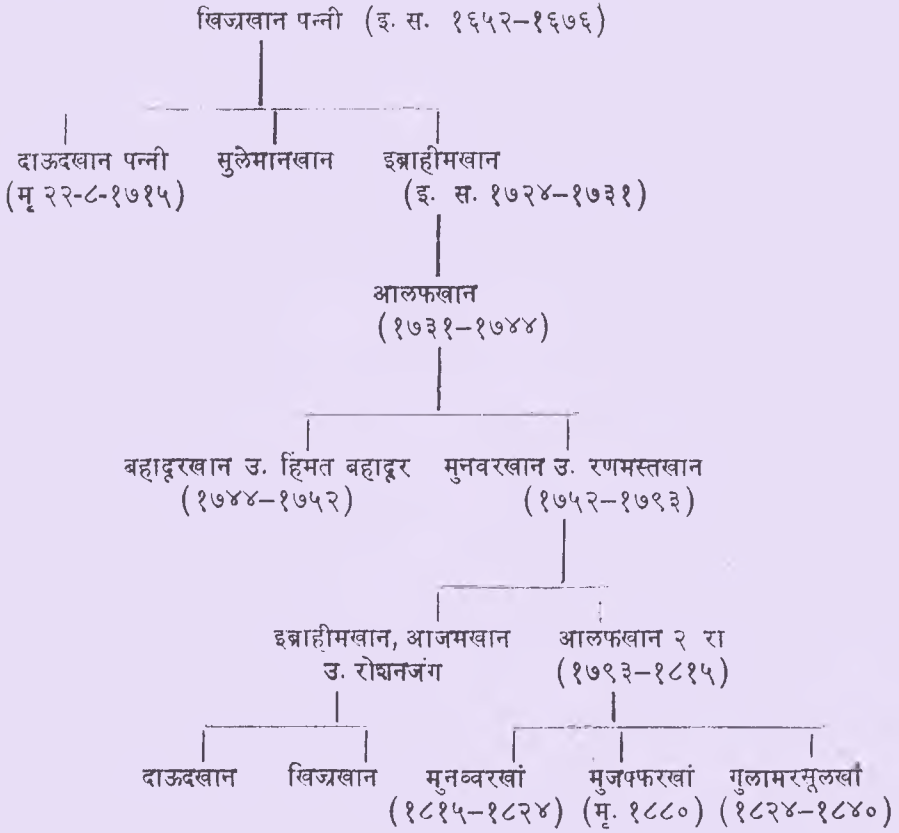 खिज्रखान पन्नी (इ. स. १६५२–१६७६)
दाऊदखान पन्नी सुलेमानखान इब्राहीमखान
(मृ २२-८-१७१५) (इ. स. १७२४–१७३१)
आलफखान
(१७३१–१७४४)
बहादूरखान उ. हिंमत बहादूर मुनवरखान उ. रणमस्तखान
(१७४४–१७५२) (१७५२–१७९३)
इब्राहीमखान, आजमखान आलफखान २ रा
उ. रोशनजंग (१७९३–१८१५)
दाऊदखान खिज्रखान मुनव्वरखां मुजफ्फरखां गुलामरसूलखां
(१८१५–१८२४) (मृ. १८८०) (१८२४–१८४०)